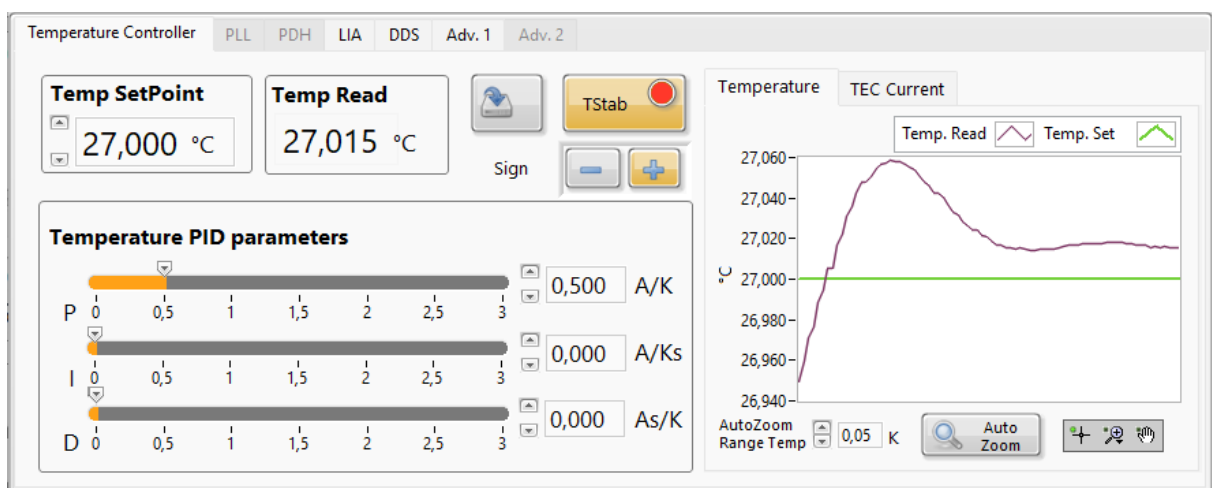 Temperature Controller PLL PDH LIA DDS Adv. 1 Adv. 2
Temp SetPoint
27,000 °C
Temp Read
27,015 °C
TStab
Sign
Temperature PID parameters
P 0 0,5 1 1,5 2 2,5 3 0,500 A/K
I 0 0,5 1 1,5 2 2,5 3 0,000 A/Ks
D 0 0,5 1 1,5 2 2,5 3 0,000 As/K
Temperature TEC Current
Temp. Read Temp. Set
27,060
27,040
27,020
°C
27,000
26,980
26,960
26,940
AutoZoom
Range Temp 0,05 K
Auto
Zoom